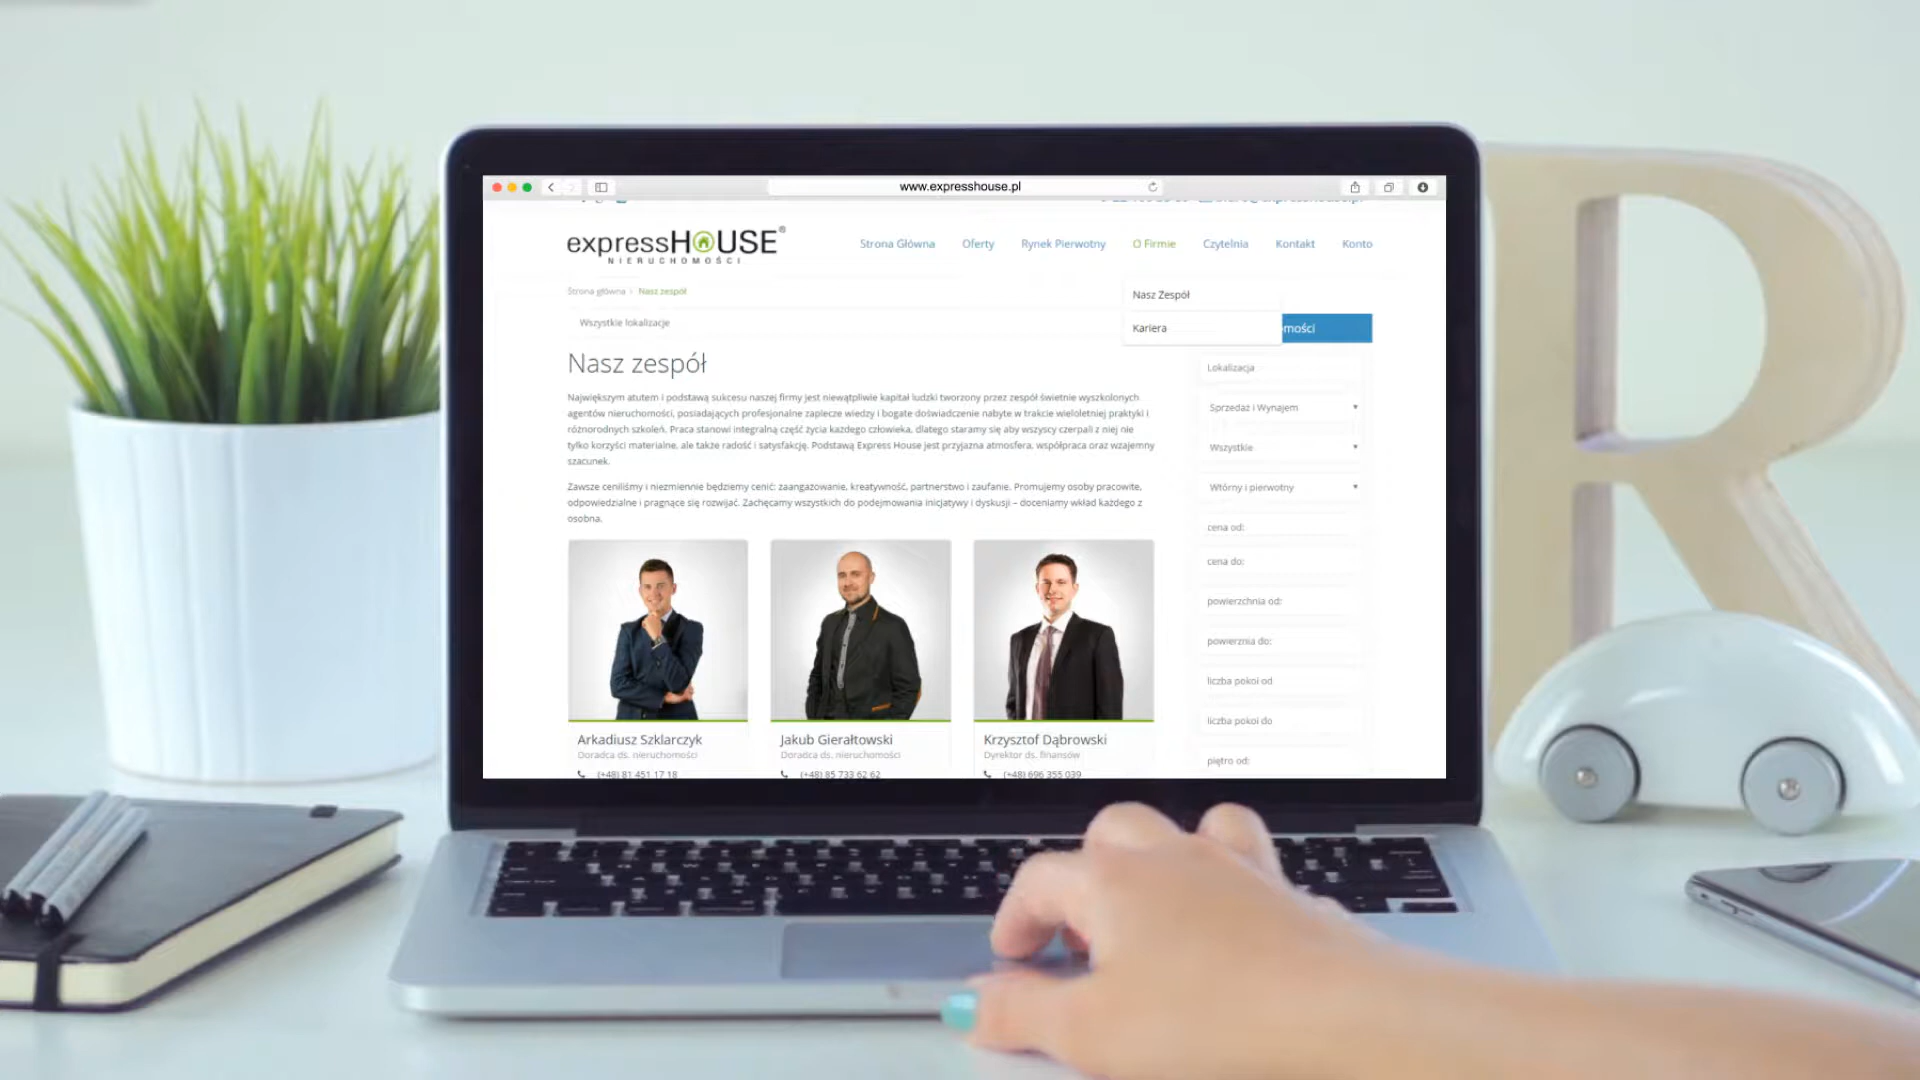 www.expresshouse.pl
expressHOUSE®
NIERUCHOMOŚCI
Strona Główna Oferty Rynek Pierwotny O Firmie Czytelnia Kontakt Konto
Strona główna › Nasz zespół
Nasz Zespół
Wszystkie lokalizacje
Kariera
mości
Nasz zespół
Największym atutem i podstawą sukcesu naszej firmy jest niewątpliwie kapitał ludzki tworzony przez zespół świetnie wyszkolonych
agentów nieruchomości, posiadających profesjonalne zaplecze wiedzy i bogate doświadczenie nabyte w trakcie wieloletniej praktyki i
różnorodnych szkoleń. Praca stanowi integralną część życia każdego człowieka, dlatego staramy się aby wszyscy czerpali z niej nie
tylko korzyści materialne, ale także radość i satysfakcję. Podstawą Express House jest przyjazna atmosfera, współpraca oraz wzajemny
szacunek.
Zawsze ceniliśmy i niezmiennie będziemy cenić: zaangażowanie, kreatywność, partnerstwo i zaufanie. Promujemy osoby pracowite,
odpowiedzialne i pragnące się rozwijać. Zachęcamy wszystkich do podejmowania inicjatywy i dyskusji – doceniamy wkład każdego z
osobna.
Arkadiusz Szklarczyk
Doradca ds. nieruchomości
(+48) 81 451 17 18
Jakub Gierałtowski
Doradca ds. nieruchomości
(+48) 85 733 62 62
Krzysztof Dąbrowski
Dyrektor ds. finansów
(+48) 696 355 039
Lokalizacja
Sprzedaż i Wynajem
Wszystkie
Wtórny i pierwotny
cena od:
cena do:
powierzchnia od:
powierznia do:
liczba pokoi od
liczba pokoi do
piętro od:
R